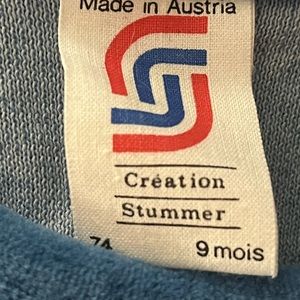 Made in Austria
Création
Stummer
74 9 mois